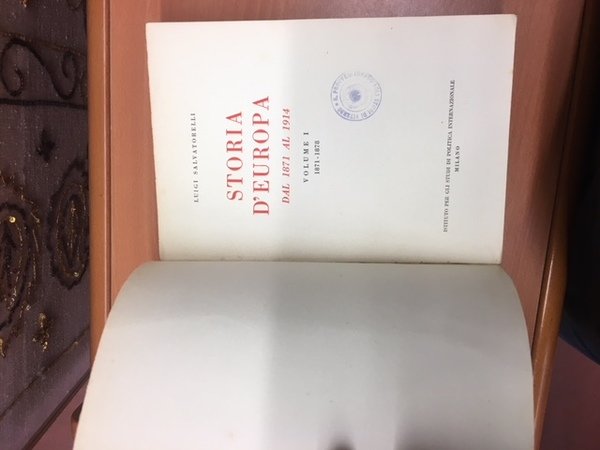 LUIGI SALVATORELLI
STORIA
D'EUROPA
DAL 1871 AL 1914
VOLUME I
1871-1878
ISTITUTO PER GLI STUDI DI POLITICA INTERNAZIONALE
MILANO